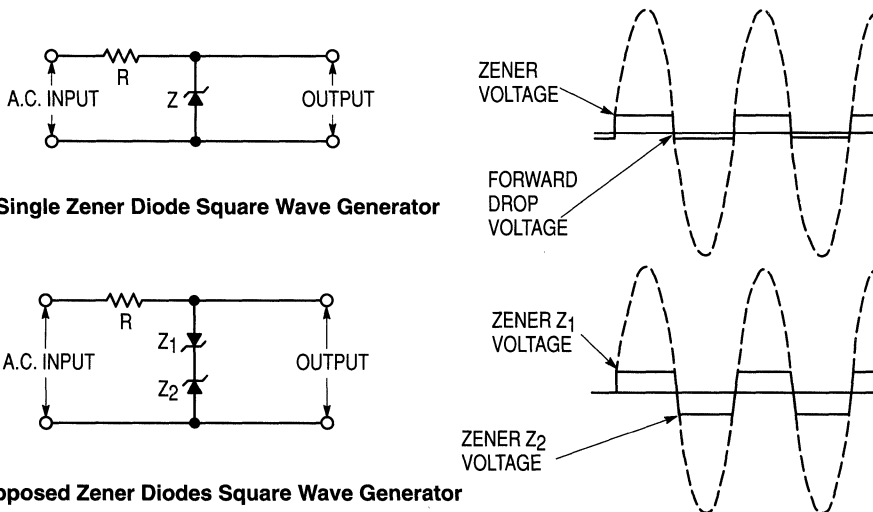 ZENER
VOLTAGE
R
A.C. INPUT
Z
OUTPUT
FORWARD
DROP
VOLTAGE
Single Zener Diode Square Wave Generator
R
ZENER Z1
VOLTAGE
Z1
A.C. INPUT
OUTPUT
Z2
ZENER Z2
VOLTAGE
Zener Diodes Square Wave Generator